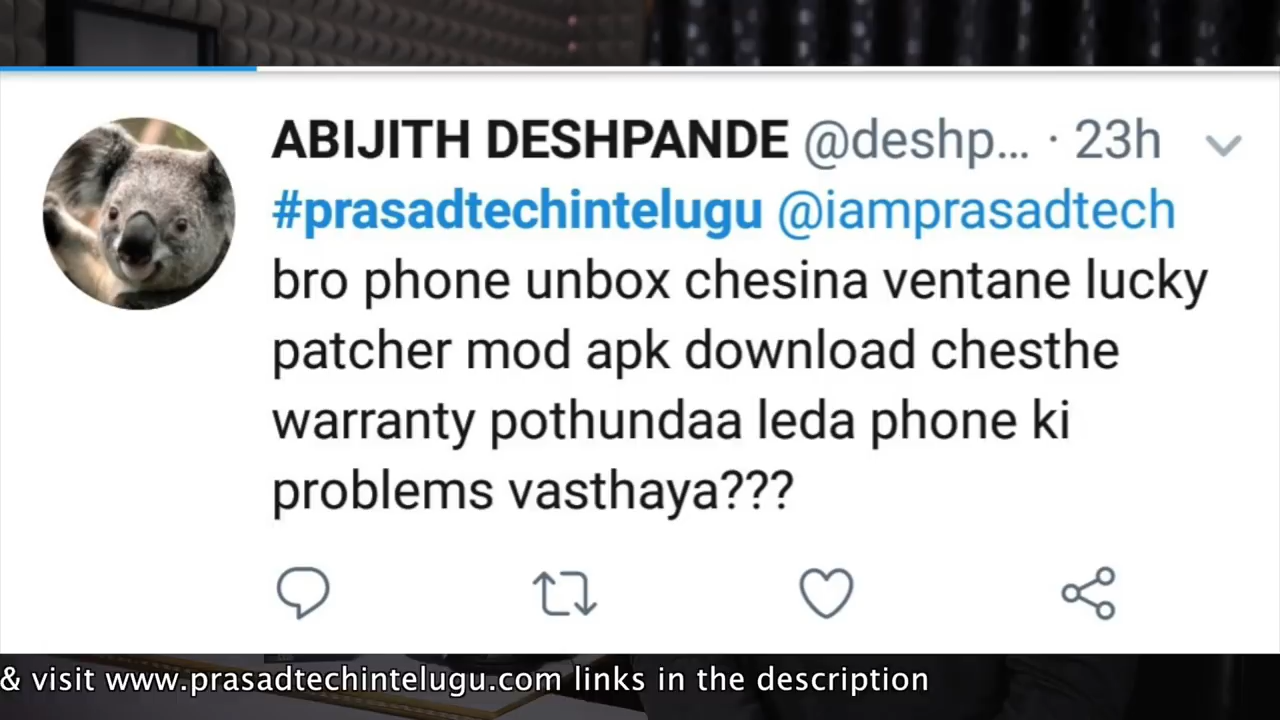 ABIJITH DESHPANDE @deshp... · 23h
#prasadtechintelugu @iamprasadtech
bro phone unbox chesina ventane lucky
patcher mod apk download chesthe
warranty pothundaa leda phone ki
problems vasthaya???
& visit www.prasadtechintelugu.com links in the description